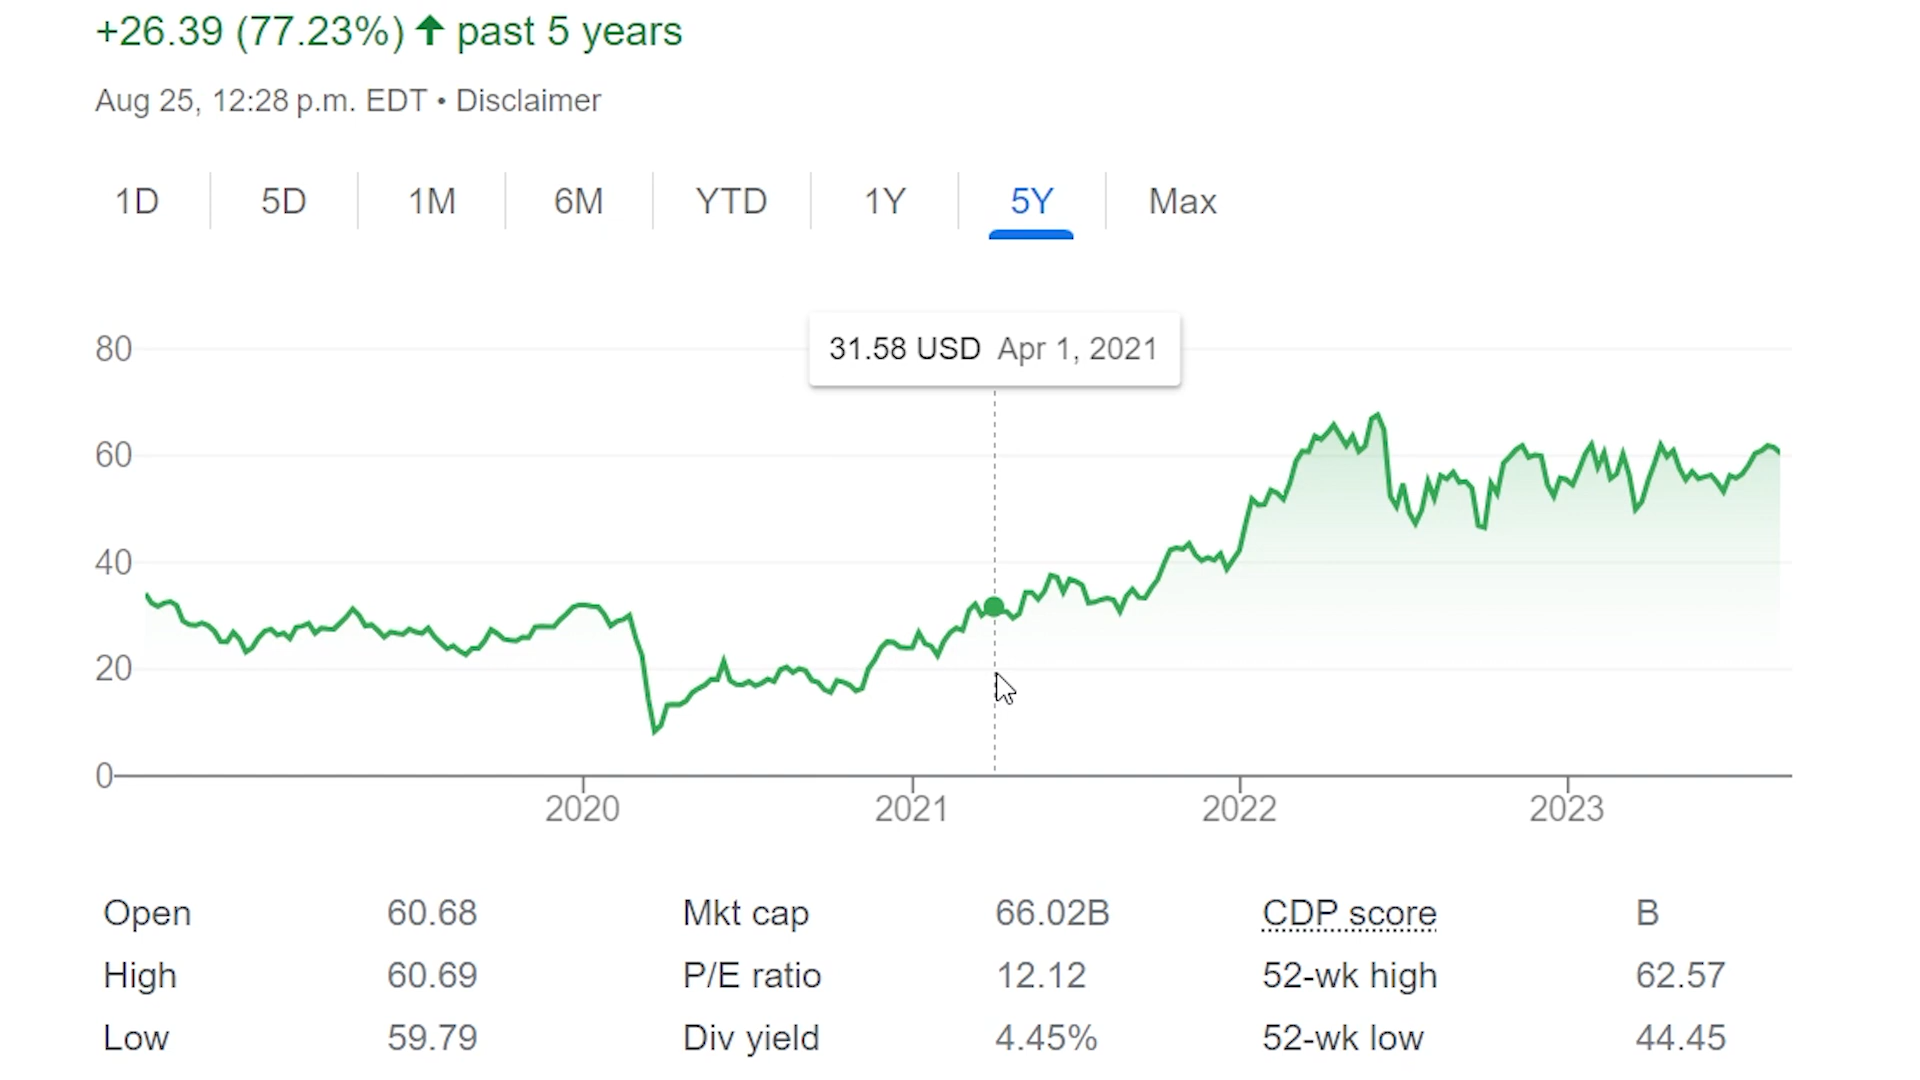 +26.39 (77.23%) ↑ past 5 years
Aug 25, 12:28 p.m. EDT • Disclaimer
1D 5D 1M 6M YTD 1Y 5Y Max
31.58 USD Apr 1, 2021
80
60
40
20
0
2020 2021 2022 2023
Open 60.68 Mkt cap 66.02B CDP score B
High 60.69 P/E ratio 12.12 52-wk high 62.57
Low 59.79 Div yield 4.45% 52-wk low 44.45